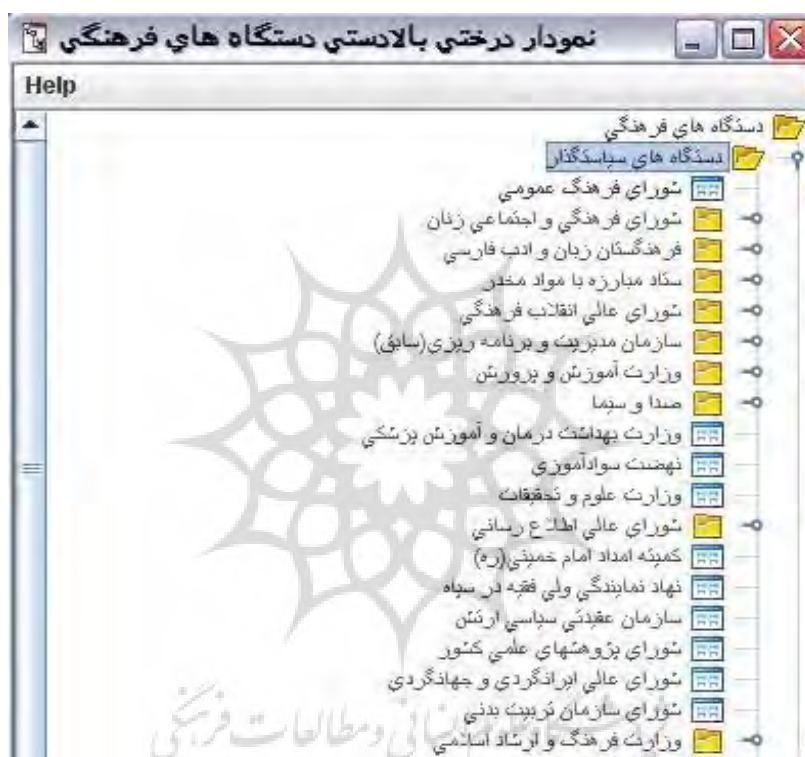 نمودار درختي بالادستي دستگاه هاي فرهنگي
Help
دستگاه هاي فرهنگي
دستگاه هاي سياستگذار
شوراي فرهنگ عمومي
شوراي فرهنگي و اجتماعي زنان
فرهنگستان زبان و ادب فارسي
ستاد مبارزه با مواد مخدر
شوراي عالي انقلاب فرهنگي
سازمان مديريت و برنامه ريزي(سابق)
وزارت آموزش و پرورش
صدا و سيما
وزارت بهداشت درمان و آموزش پزشكي
نهضت سوادآموزي
وزارت علوم و تحقيقات
شوراي عالي اطلاع رساني
كميته امداد امام خميني(ره)
نهاد نمايندگي ولي فقيه در سپاه
سازمان عقيدتي سياسي ارتش
شوراي پژوهشهاي علمي كشور
شوراي عالي ايرانگردي و جهانگردي
شوراي سازمان تربيت بدني
وزارت فرهنگ و ارشاد اسلامي
انساني و مطالعات فرهنگي